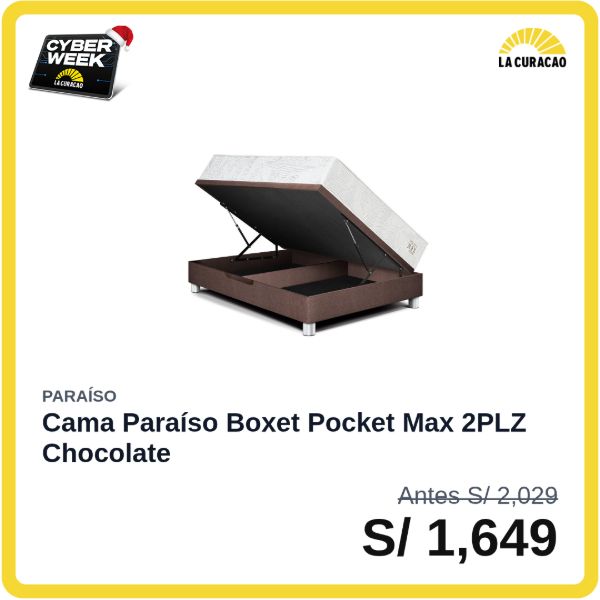 CYBER
WEEK
LA CURACAO
LA CURACAO
PARAÍSO
Cama Paraíso Boxet Pocket Max 2PLZ
Chocolate
Antes S/ 2,029
S/ 1,649